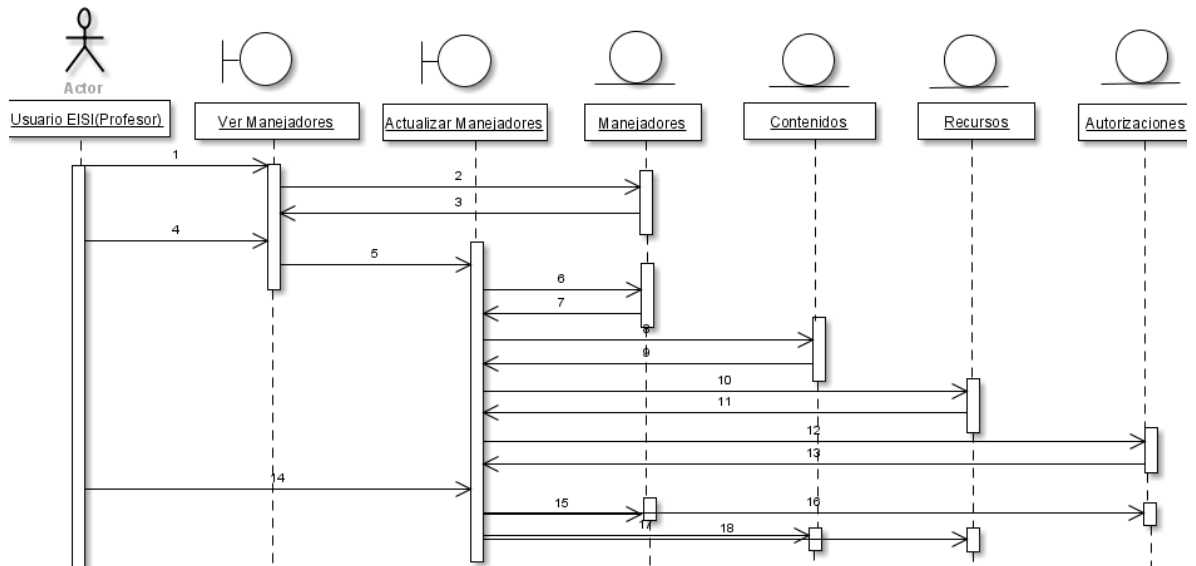 Actor
Usuario EISI(Profesor)
Ver Manejadores
Actualizar Manejadores
Manejadores
Contenidos
Recursos
Autorizaciones
1
2
3
4
5
6
7
8
9
10
11
12
13
14
15
16
17
18